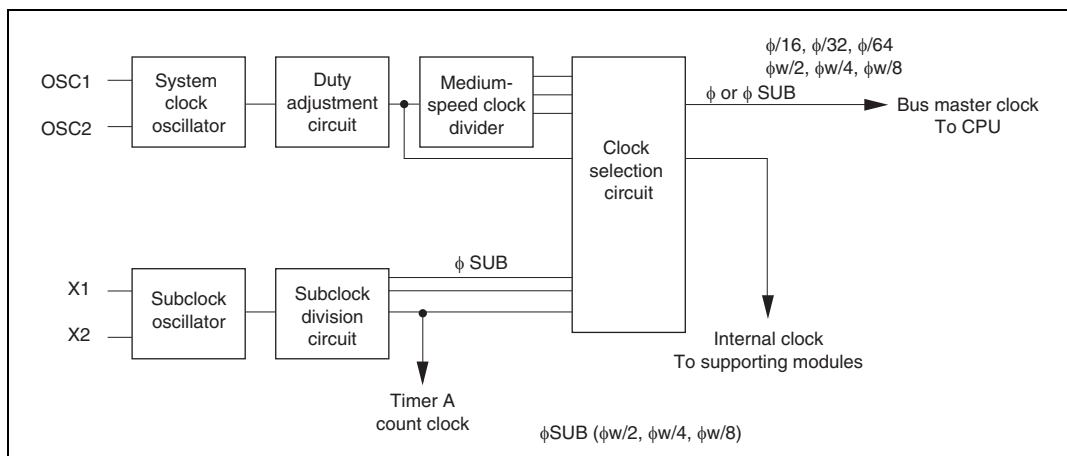 OSC1
OSC2
System
clock
oscillator
Duty
adjustment
circuit
Medium-
speed clock
divider
Clock
selection
circuit
ϕ/16, ϕ/32, ϕ/64
ϕw/2, ϕw/4, ϕw/8
ϕ or ϕ SUB
Bus master clock
To CPU
X1
X2
Subclock
oscillator
Subclock
division
circuit
ϕ SUB
Timer A
count clock
Internal clock
To supporting modules
ϕSUB (ϕw/2, ϕw/4, ϕw/8)